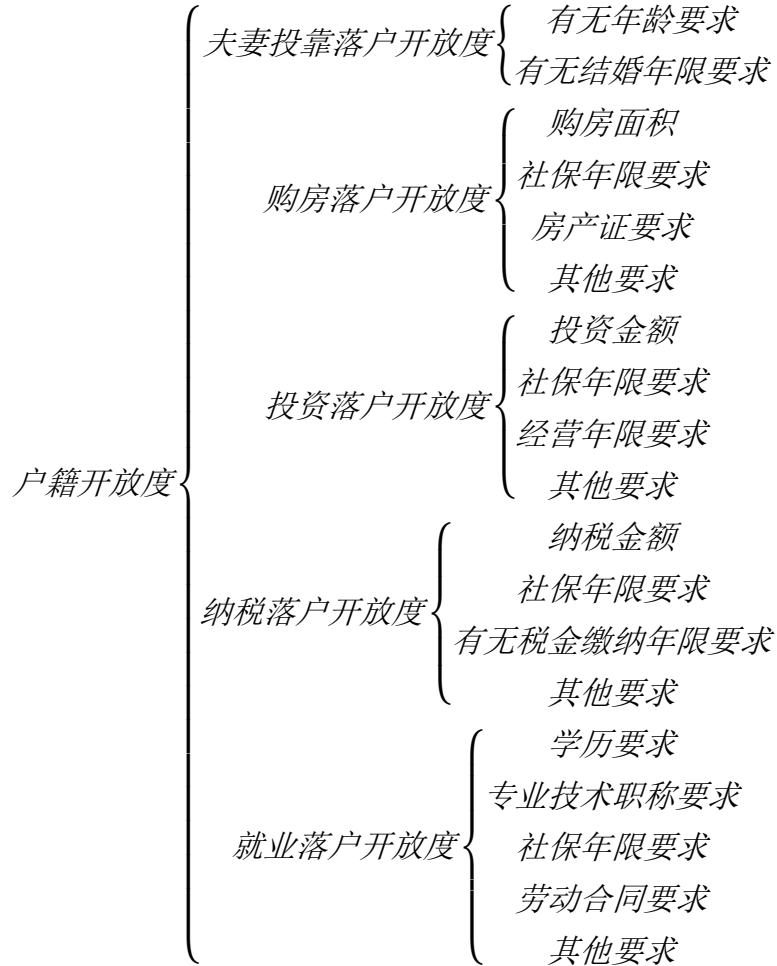 户籍开放度
夫妻投靠落户开放度
有无年龄要求
有无结婚年限要求
购房落户开放度
购房面积
社保年限要求
房产证要求
其他要求
投资落户开放度
投资金额
社保年限要求
经营年限要求
其他要求
纳税落户开放度
纳税金额
社保年限要求
有无税金缴纳年限要求
其他要求
就业落户开放度
学历要求
专业技术职称要求
社保年限要求
劳动合同要求
其他要求